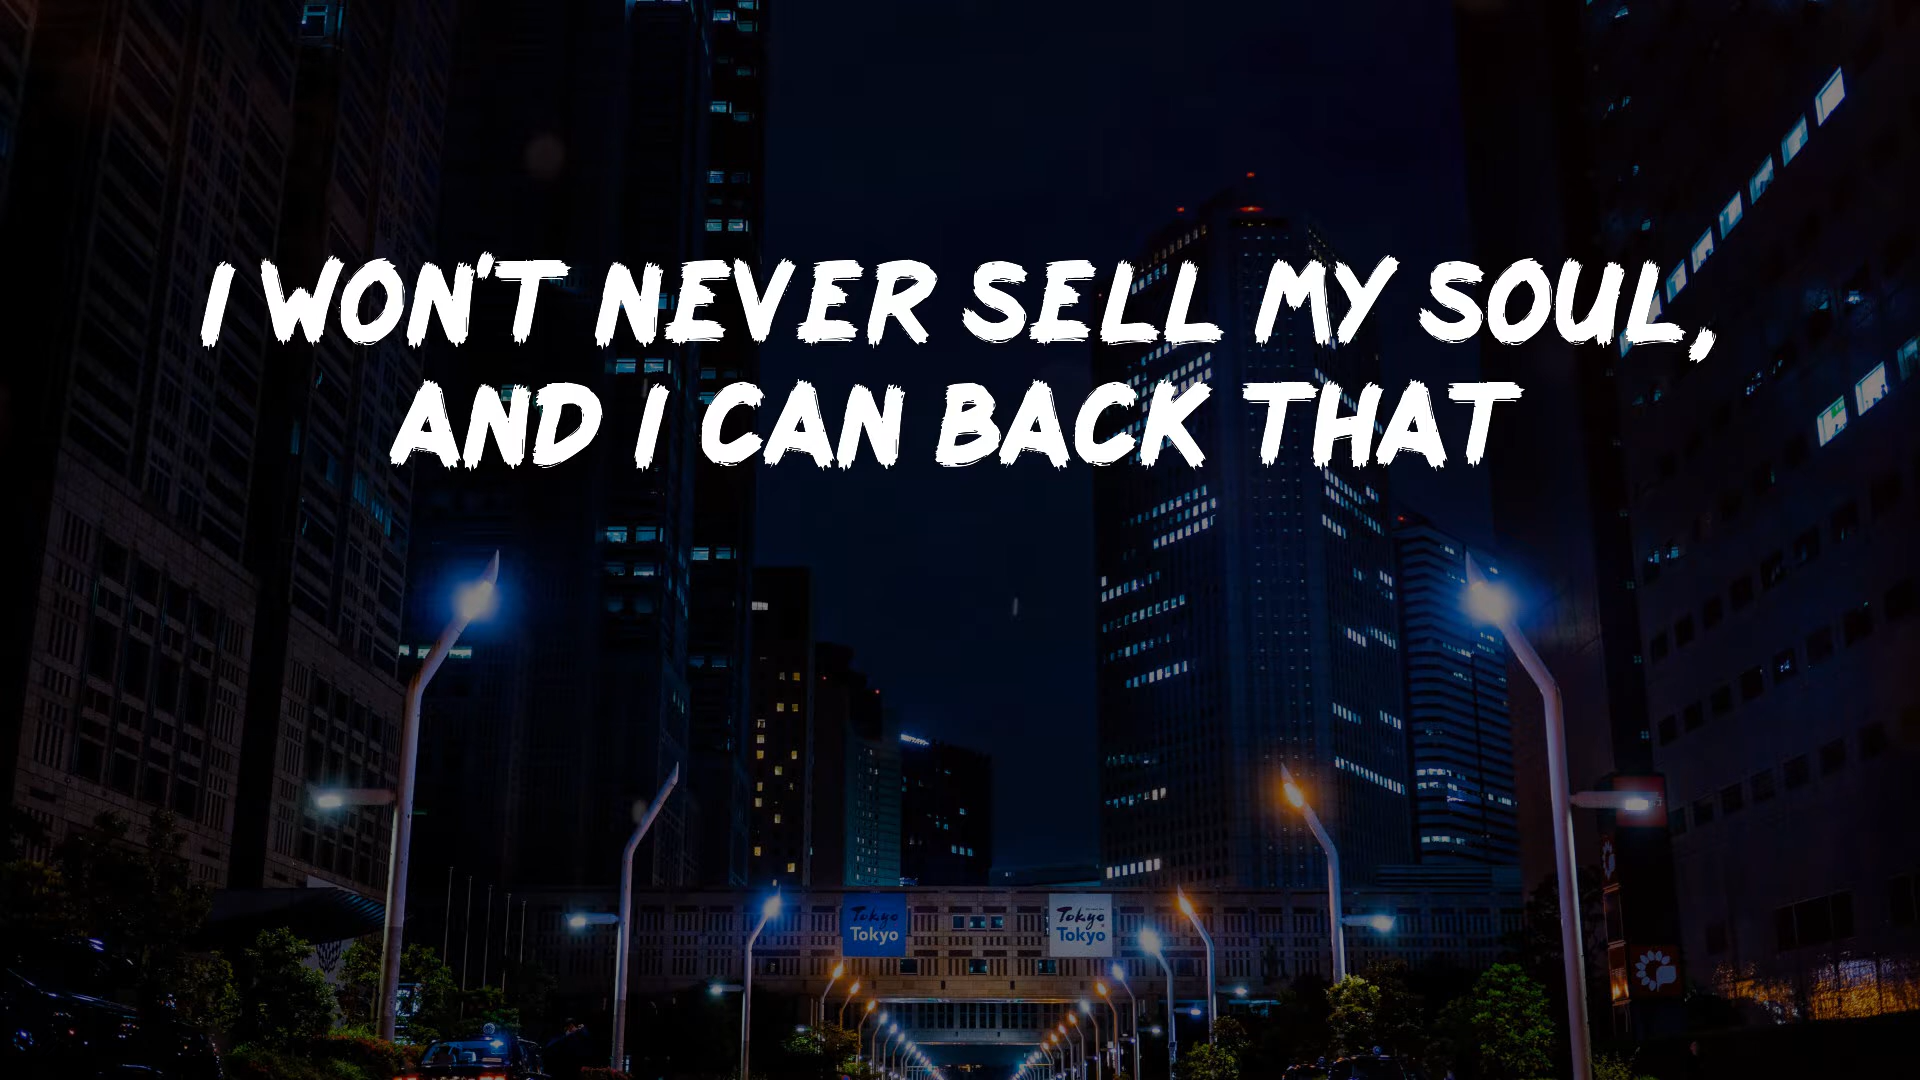 I WON'T NEVER SELL MY SOUL,
AND I CAN BACK THAT
Tokyo
Tokyo
Tokyo
Tokyo